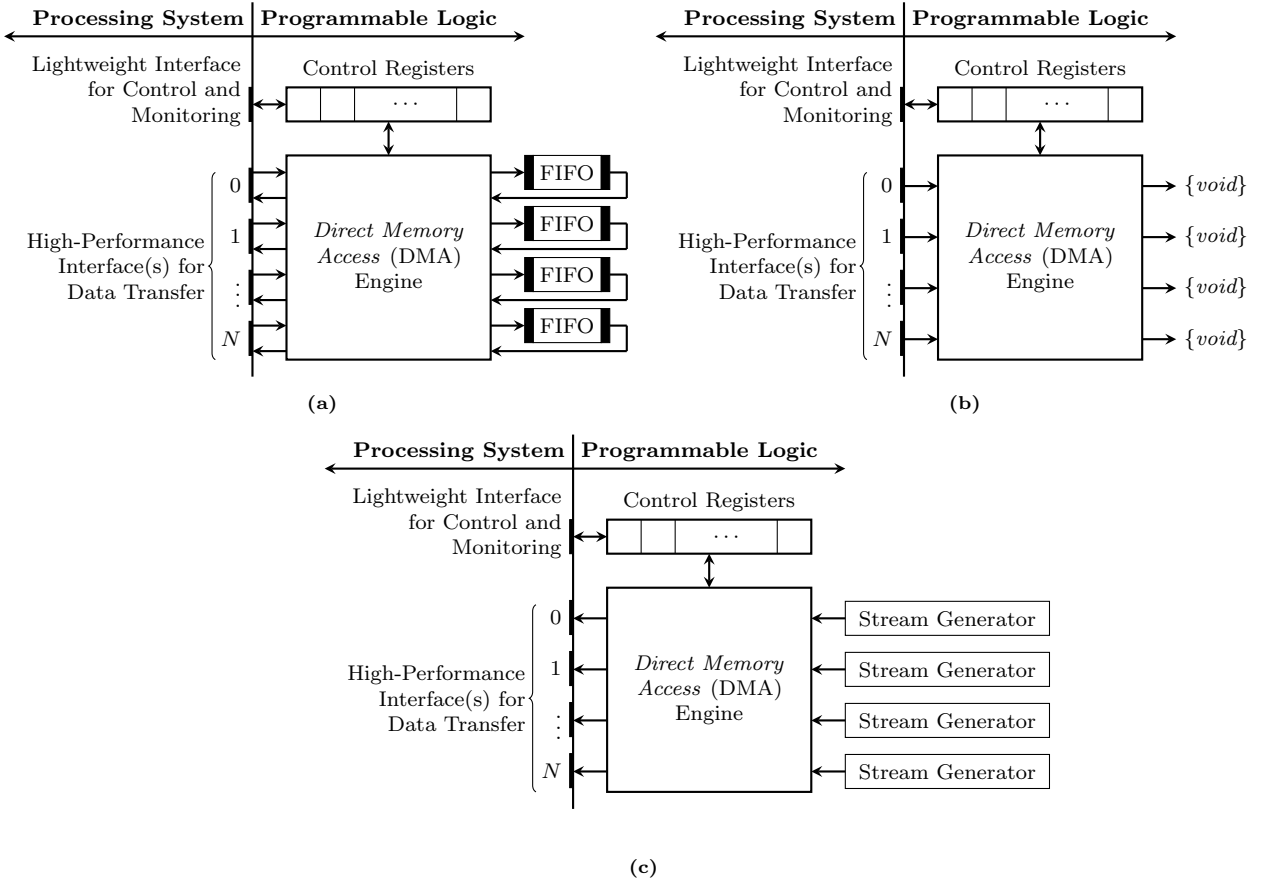 Processing System
Programmable Logic
Lightweight Interface
for Control and
Monitoring
Control Registers
...
High-Performance
Interface(s) for
Data Transfer
0
1
⋮
N
Direct Memory
Access (DMA)
Engine
FIFO
FIFO
FIFO
FIFO
(a)
Processing System
Programmable Logic
Lightweight Interface
for Control and
Monitoring
Control Registers
...
High-Performance
Interface(s) for
Data Transfer
0
1
⋮
N
Direct Memory
Access (DMA)
Engine
{void}
{void}
{void}
{void}
(b)
Processing System
Programmable Logic
Lightweight Interface
for Control and
Monitoring
Control Registers
...
High-Performance
Interface(s) for
Data Transfer
0
1
⋮
N
Direct Memory
Access (DMA)
Engine
Stream Generator
Stream Generator
Stream Generator
Stream Generator
(c)